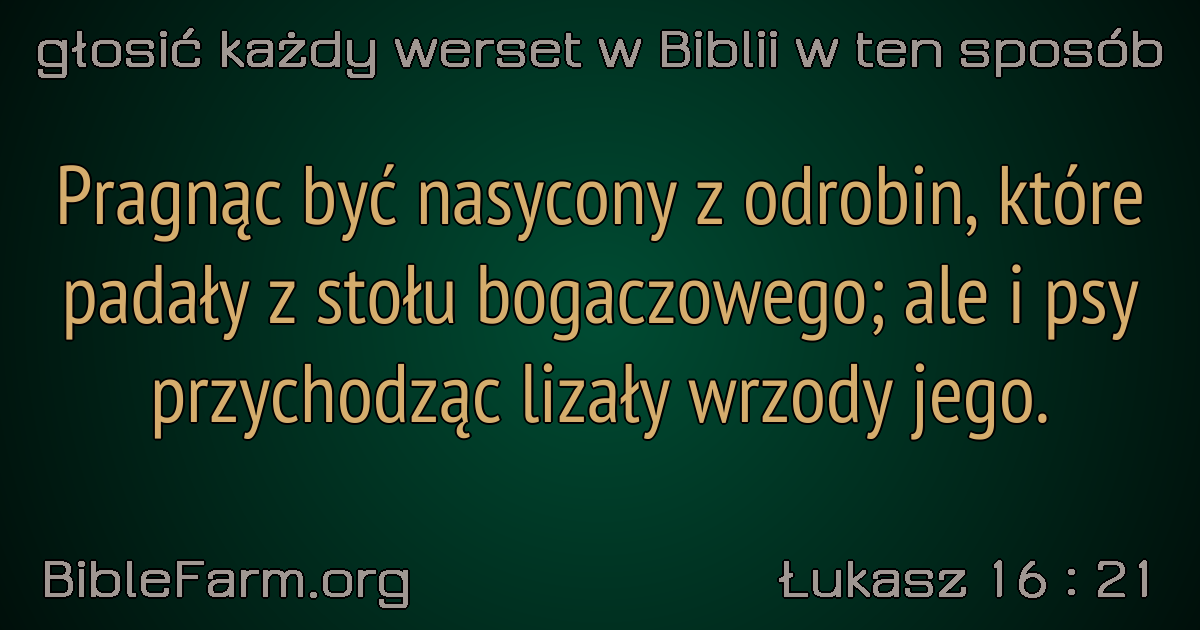 głosić każdy werset w Biblii w ten sposób
Pragnąc być nasycony z odrobin, które
padały z stołu bogaczowego; ale i psy
przychodząc lizały wrzody jego.
BibleFarm.org
Łukasz 16 : 21